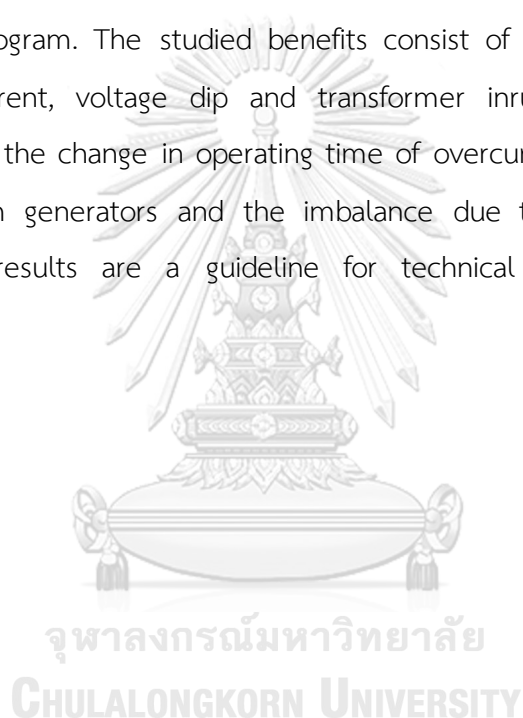 ogram. The studied benefits consist of
rent, voltage dip and transformer inru
the change in operating time of overcur
n generators and the imbalance due t
results are a guideline for technical
จุฬาลงกรณ์มหาวิทยาลัย
CHULALONGKORN UNIVERSITY